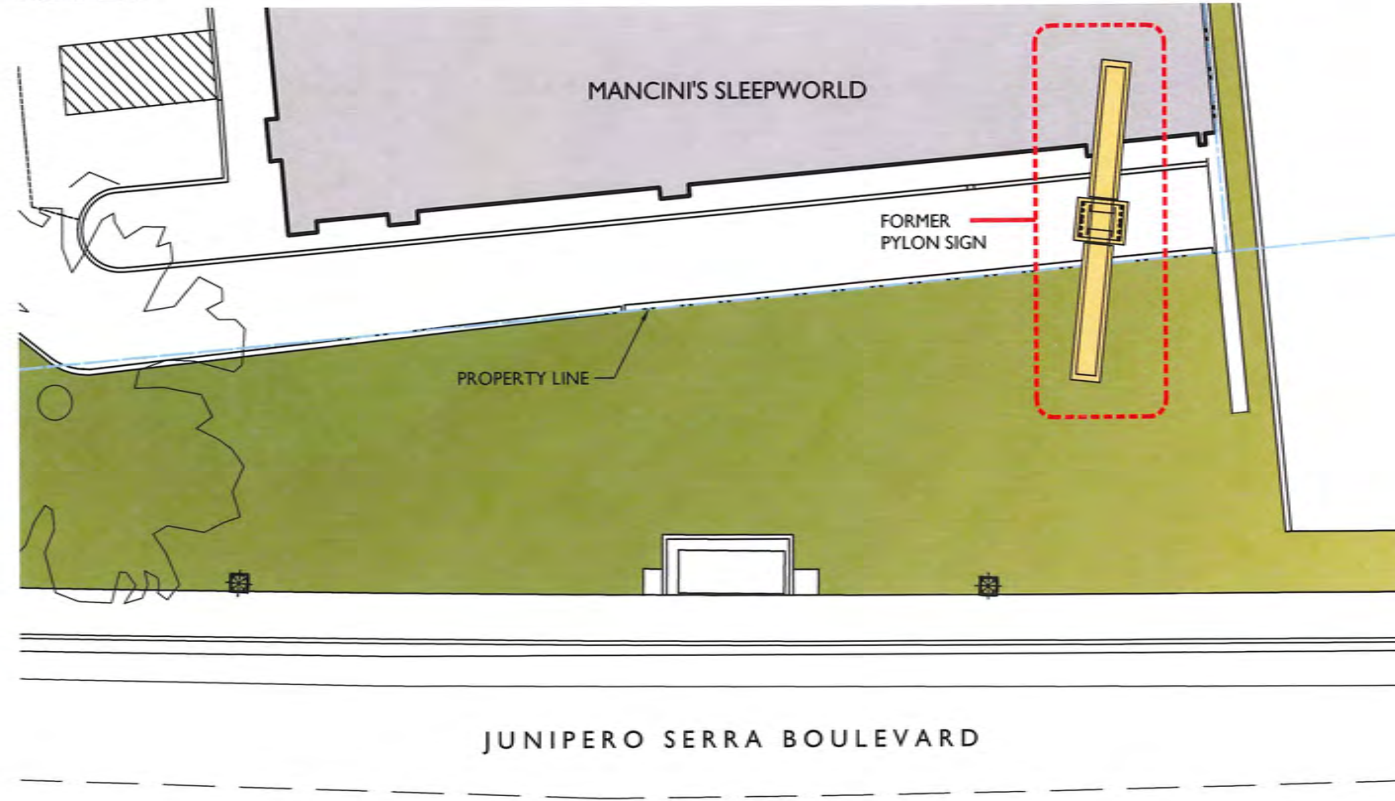 MANCINI'S SLEEPWORLD
FORMER
PYLON SIGN
PROPERTY LINE
JUNIPERO SERRA BOULEVARD